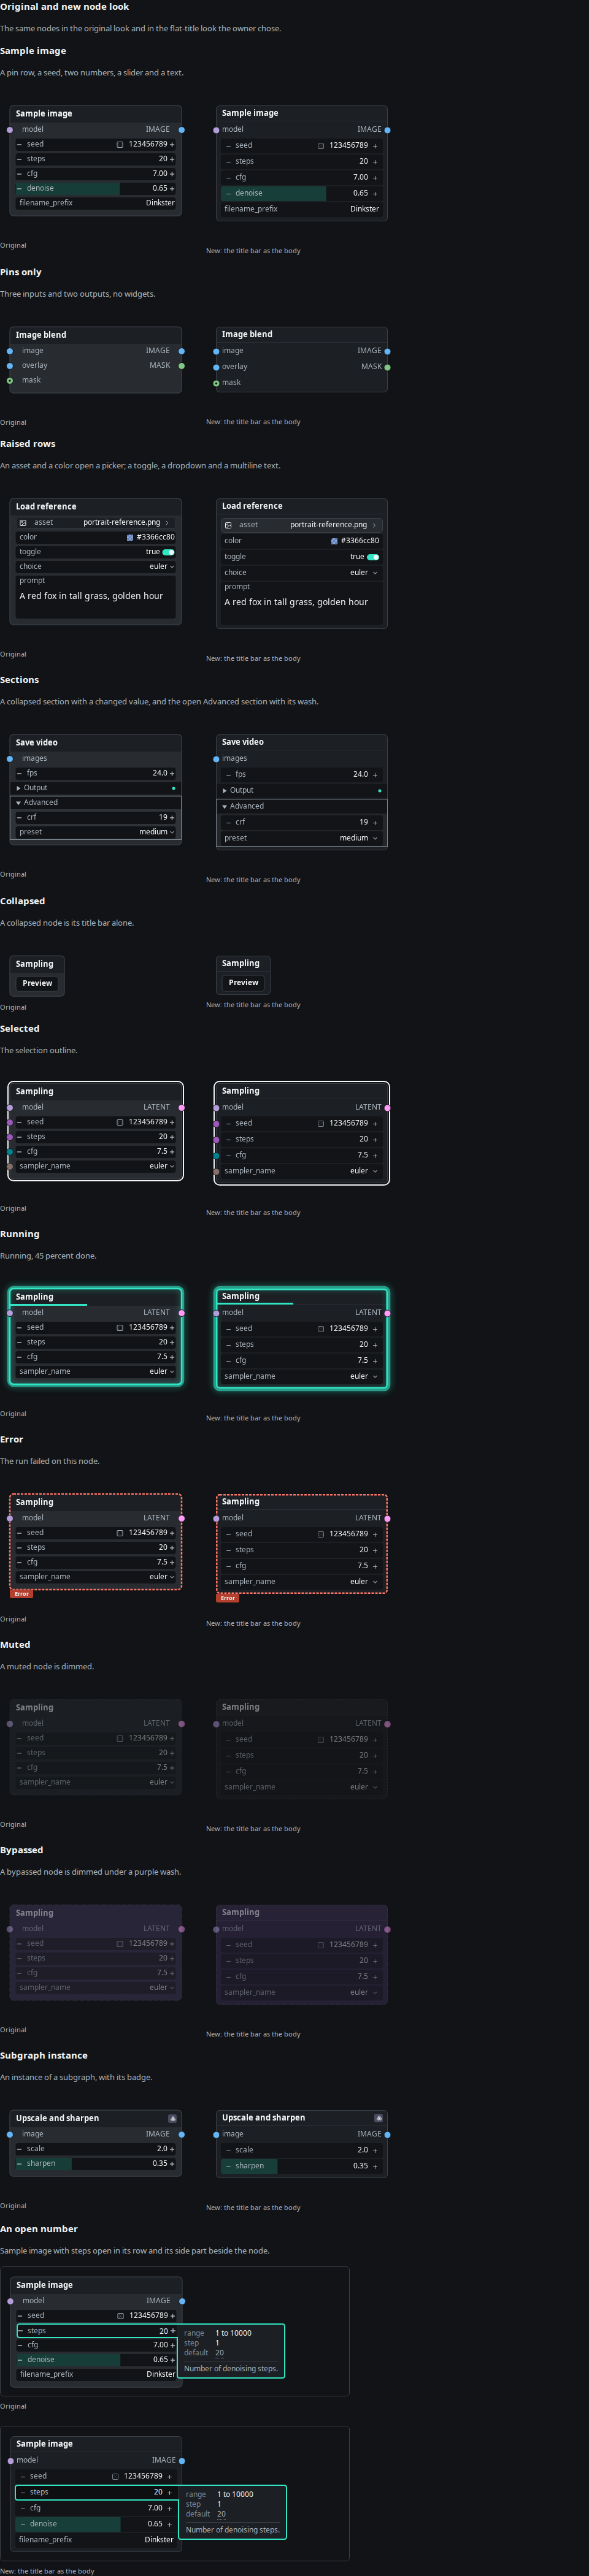 Original and new node look
The same nodes in the original look and in the flat-title look the owner chose.
Sample image
A pin row, a seed, two numbers, a slider and a text.
Sample image
model IMAGE
seed 123456789
steps 20
cfg 7.00
denoise 0.65
filename_prefix Dinkster
Original
Sample image
model IMAGE
seed 123456789
steps 20
cfg 7.00
denoise 0.65
filename_prefix Dinkster
New: the title bar as the body
Pins only
Three inputs and two outputs, no widgets.
Image blend
image IMAGE
overlay MASK
mask
Original
Image blend
image IMAGE
overlay MASK
mask
New: the title bar as the body
Raised rows
An asset and a color open a picker; a toggle, a dropdown and a multiline text.
Load reference
asset portrait-reference.png
color #3366cc80
toggle true
choice euler
prompt
A red fox in tall grass, golden hour
Original
Load reference
asset portrait-reference.png
color #3366cc80
toggle true
choice euler
prompt
A red fox in tall grass, golden hour
New: the title bar as the body
Sections
A collapsed section with a changed value, and the open Advanced section with its wash.
Save video
images
fps 24.0
Output
Advanced
crf 19
preset medium
Original
Save video
images
fps 24.0
Output
Advanced
crf 19
preset medium
New: the title bar as the body
Collapsed
A collapsed node is its title bar alone.
Sampling
Preview
Original
Sampling
Preview
New: the title bar as the body
Selected
The selection outline.
Sampling
model LATENT
seed 123456789
steps 20
cfg 7.5
sampler_name euler
Original
Sampling
model LATENT
seed 123456789
steps 20
cfg 7.5
sampler_name euler
New: the title bar as the body
Running
Running, 45 percent done.
Sampling
model LATENT
seed 123456789
steps 20
cfg 7.5
sampler_name euler
Original
Sampling
model LATENT
seed 123456789
steps 20
cfg 7.5
sampler_name euler
New: the title bar as the body
Error
The run failed on this node.
Sampling
model LATENT
seed 123456789
steps 20
cfg 7.5
sampler_name euler
Error
Original
Sampling
model LATENT
seed 123456789
steps 20
cfg 7.5
sampler_name euler
Error
New: the title bar as the body
Muted
A muted node is dimmed.
Sampling
model LATENT
seed 123456789
steps 20
cfg 7.5
sampler_name euler
Original
Sampling
model LATENT
seed 123456789
steps 20
cfg 7.5
sampler_name euler
New: the title bar as the body
Bypassed
A bypassed node is dimmed under a purple wash.
Sampling
model LATENT
seed 123456789
steps 20
cfg 7.5
sampler_name euler
Original
Sampling
model LATENT
seed 123456789
steps 20
cfg 7.5
sampler_name euler
New: the title bar as the body
Subgraph instance
An instance of a subgraph, with its badge.
Upscale and sharpen
image IMAGE
scale 2.0
sharpen 0.35
Original
Upscale and sharpen
image IMAGE
scale 2.0
sharpen 0.35
New: the title bar as the body
An open number
Sample image with steps open in its row and its side part beside the node.
Sample image
model IMAGE
seed 123456789
steps 20
cfg 7.00
denoise 0.65
filename_prefix Dinkster
range 1 to 10000
step 1
default 20
Number of denoising steps.
Original
Sample image
model IMAGE
seed 123456789
steps 20
cfg 7.00
denoise 0.65
filename_prefix Dinkster
range 1 to 10000
step 1
default 20
Number of denoising steps.
New: the title bar as the body